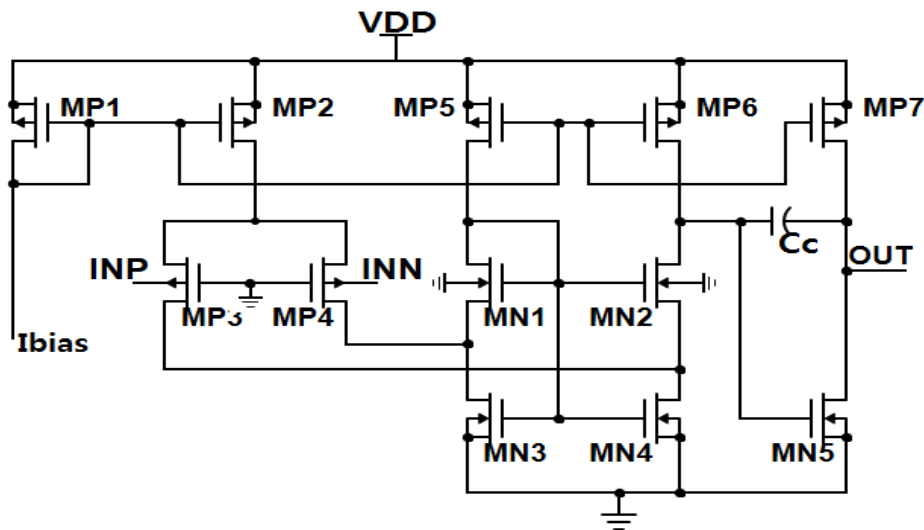 VDD
MP1
MP2
MP5
MP6
MP7
Cc
OUT
INP
INN
MP3
MP4
MN1
MN2
Ibias
MN3
MN4
MN5